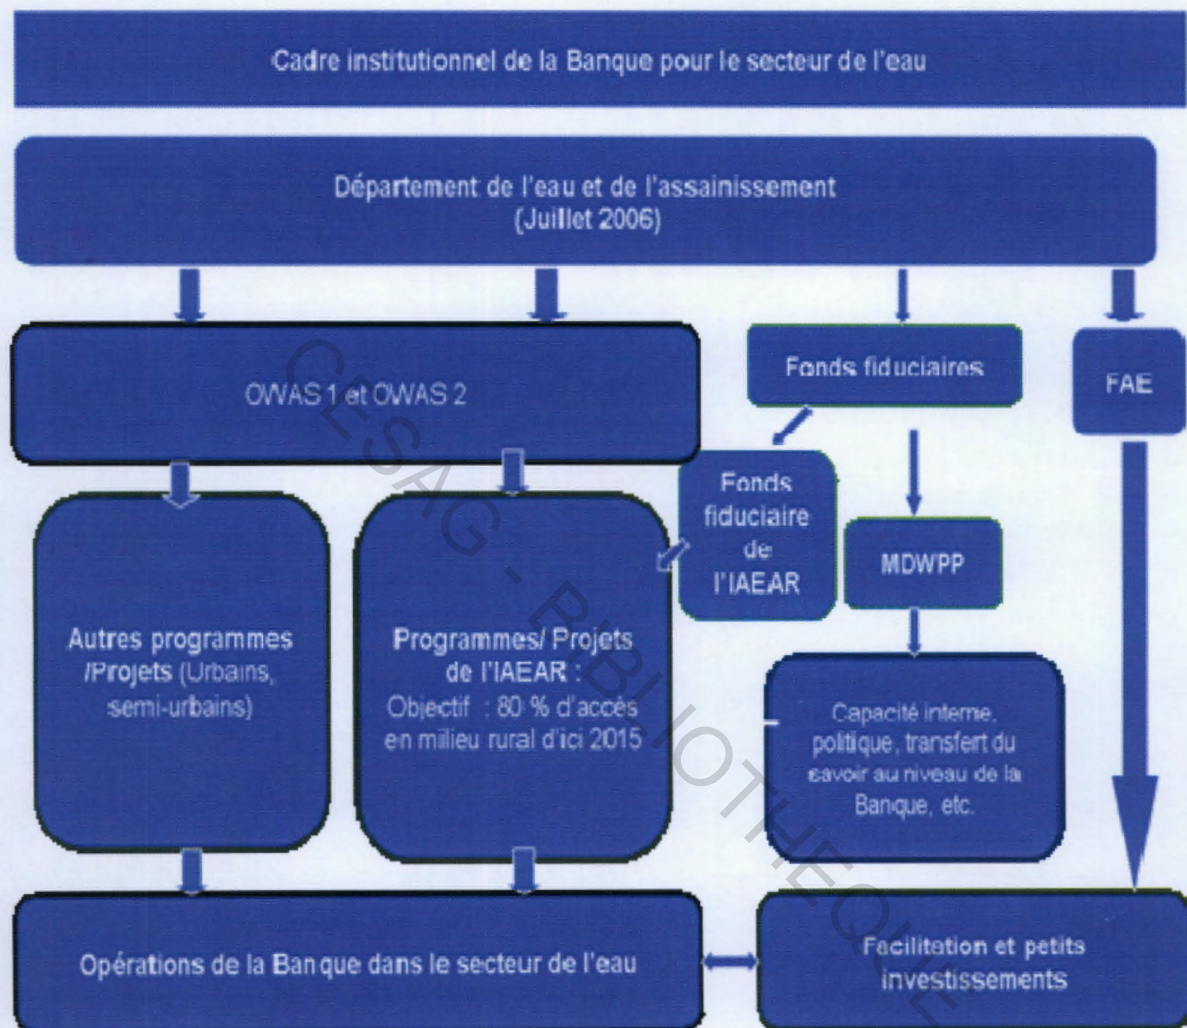 Cadre institutionnel de la Banque pour le secteur de l'eau
Département de l'eau et de l'assainissement
(Juillet 2006)
OWAS 1 et OWAS 2
Fonds fiduciaires
FAE
Fonds
fiduciaire
de
l'IAEAR
MDWPP
Autres programmes
/Projets (Urbains,
semi-urbains)
Programmes/ Projets
de l'IAEAR :
Objectif : 80 % d'accès
en milieu rural d'ici 2015
Capacité interne,
politique, transfert du
savoir au niveau de la
Banque, etc.
Opérations de la Banque dans le secteur de l'eau
Facilitation et petits
investissements
CESAG - BIBLIOTHEQUE